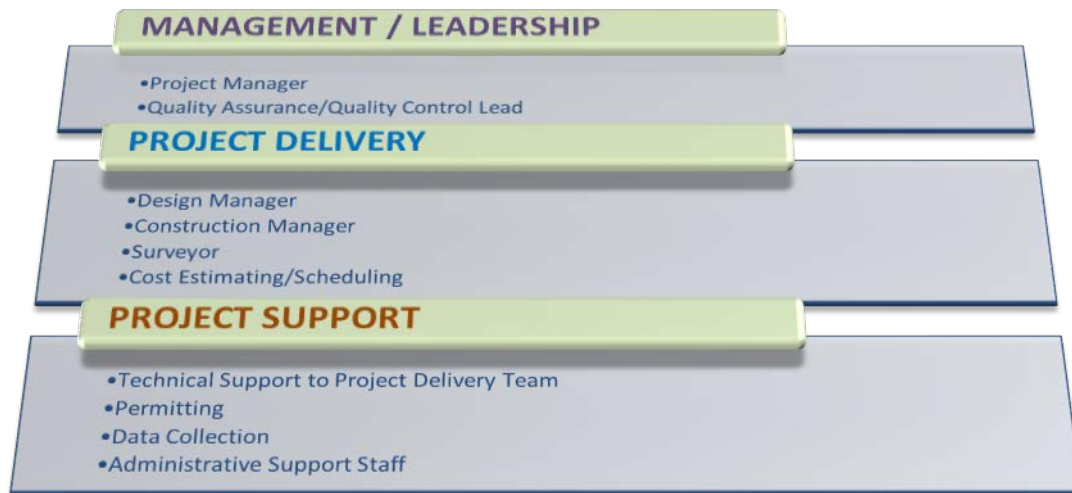 MANAGEMENT / LEADERSHIP
•Project Manager
•Quality Assurance/Quality Control Lead
PROJECT DELIVERY
•Design Manager
•Construction Manager
•Surveyor
•Cost Estimating/Scheduling
PROJECT SUPPORT
•Technical Support to Project Delivery Team
•Permitting
•Data Collection
•Administrative Support Staff